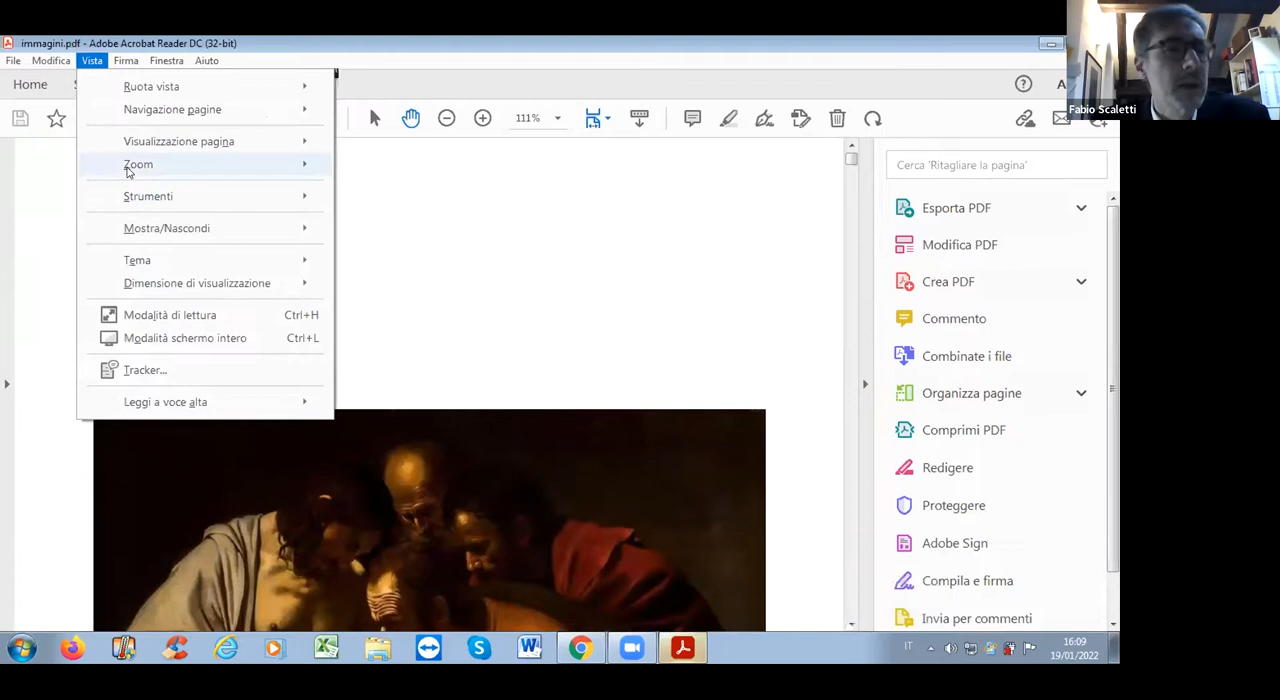 immagini.pdf - Adobe Acrobat Reader DC (32-bit)
File Modifica Vista Firma Finestra Aiuto
Home
111%
Ruota vista
Navigazione pagine
Visualizzazione pagina
Zoom
Strumenti
Mostra/Nascondi
Tema
Dimensione di visualizzazione
Modalità di lettura Ctrl+H
Modalità schermo intero Ctrl+L
Tracker...
Leggi a voce alta
Cerca 'Ritagliare la pagina'
Esporta PDF
Modifica PDF
Crea PDF
Commento
Combinate i file
Organizza pagine
Comprimi PDF
Redigere
Proteggere
Adobe Sign
Compila e firma
Invia per commenti
Fabio Scaletti
IT
16:09
19/01/2022